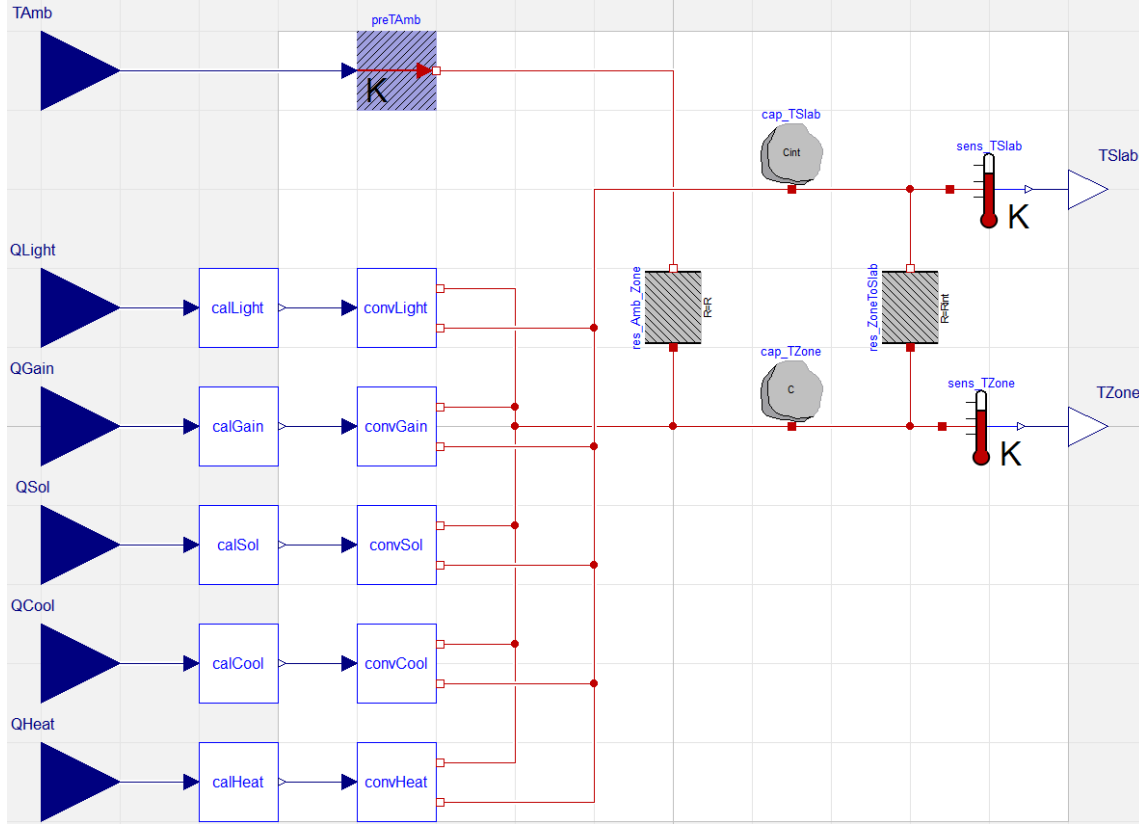 TAmb
preTAmb
K
cap_TSlab
Cint
sens_TSlab
TSlab
K
QLight
calLight
convLight
res_Amb_Zone
R=R
res_ZoneToSlab
R=Rint
QGain
calGain
convGain
cap_TZone
C
sens_TZone
TZone
K
QSol
calSol
convSol
QCool
calCool
convCool
QHeat
calHeat
convHeat